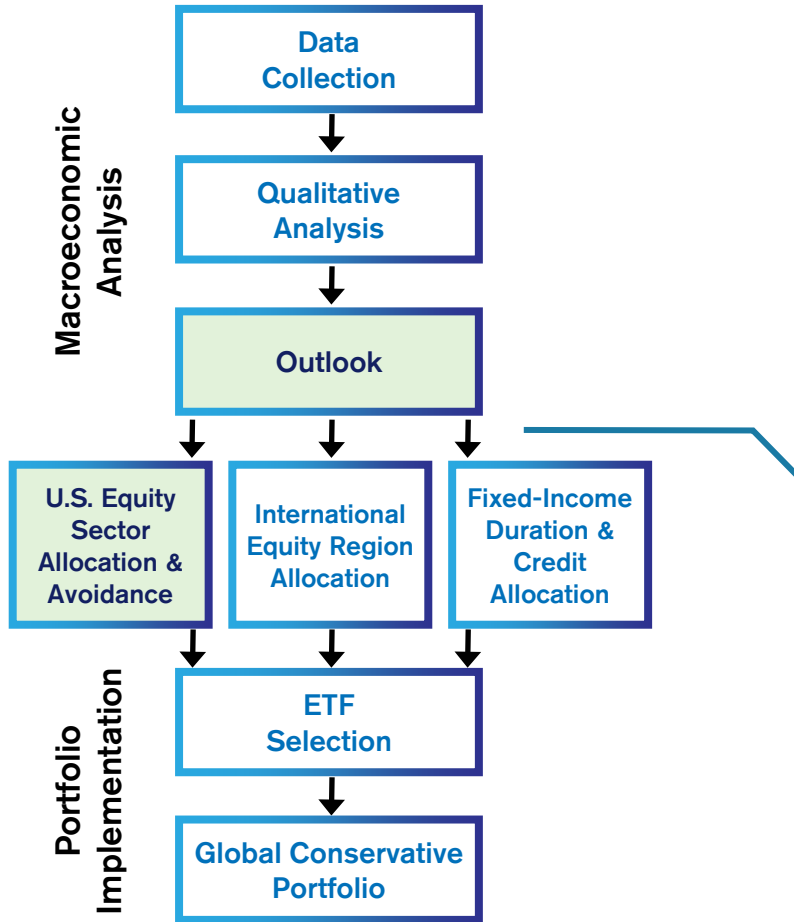 Macroeconomic
Analysis
Data
Collection
Qualitative
Analysis
Outlook
U.S. Equity
Sector
Allocation &
Avoidance
International
Equity Region
Allocation
Fixed-Income
Duration &
Credit
Allocation
Portfolio
Implementation
ETF
Selection
Global Conservative
Portfolio